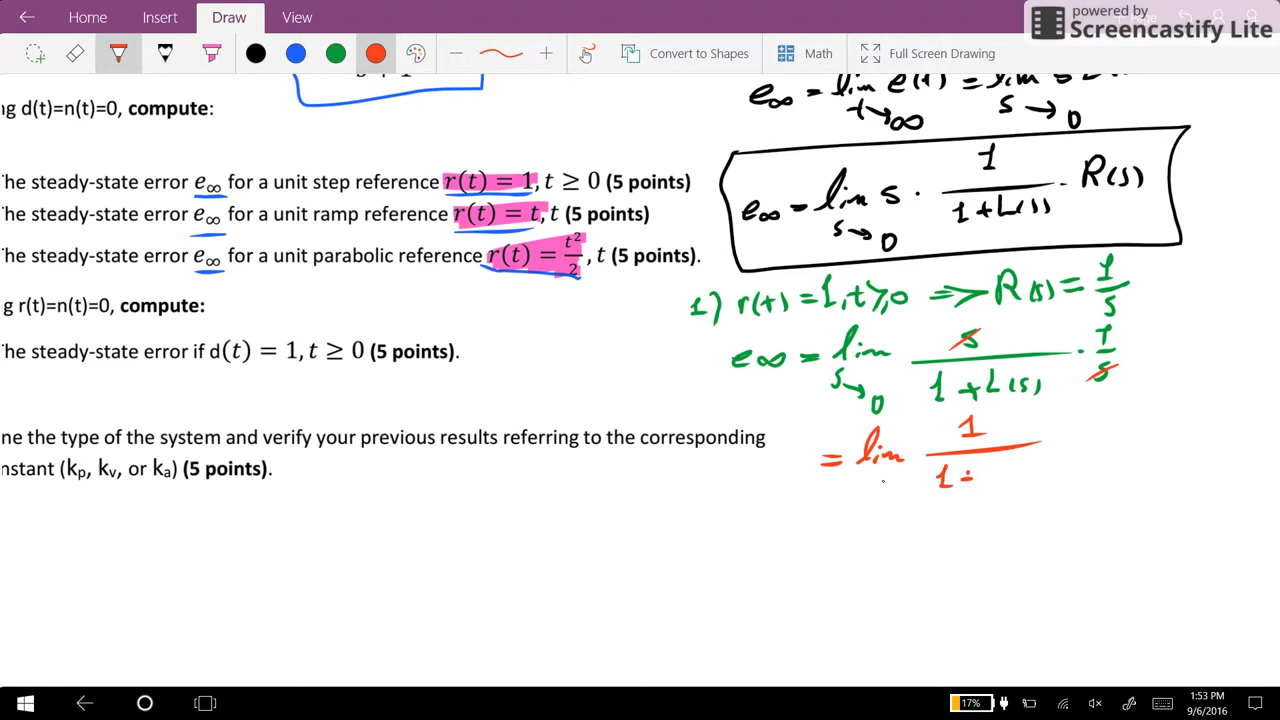 Home Insert Draw View
powered by
Screencastify Lite
Convert to Shapes Math Full Screen Drawing
ng d(t)=n(t)=0, compute:
e∞ = lim e(t) = lim s
t→∞ s→0
he steady-state error e∞ for a unit step reference r(t) = 1, t ≥ 0 (5 points)
he steady-state error e∞ for a unit ramp reference r(t) = t, t (5 points)
he steady-state error e∞ for a unit parabolic reference r(t) = t²/2, t (5 points).
g r(t)=n(t)=0, compute:
he steady-state error if d(t) = 1, t ≥ 0 (5 points).
ne the type of the system and verify your previous results referring to the corresponding
nstant (kp, kv, or ka) (5 points).
e∞ = lim s · 1/(1+L(s)) · R(s)
s→0
1) r(t) = 1, t≥0 => R(s) = 1/s
e∞ = lim s/(1+L(s)) · 1/s
s→0
= lim 1/(1+
17%
1:53 PM
9/6/2016